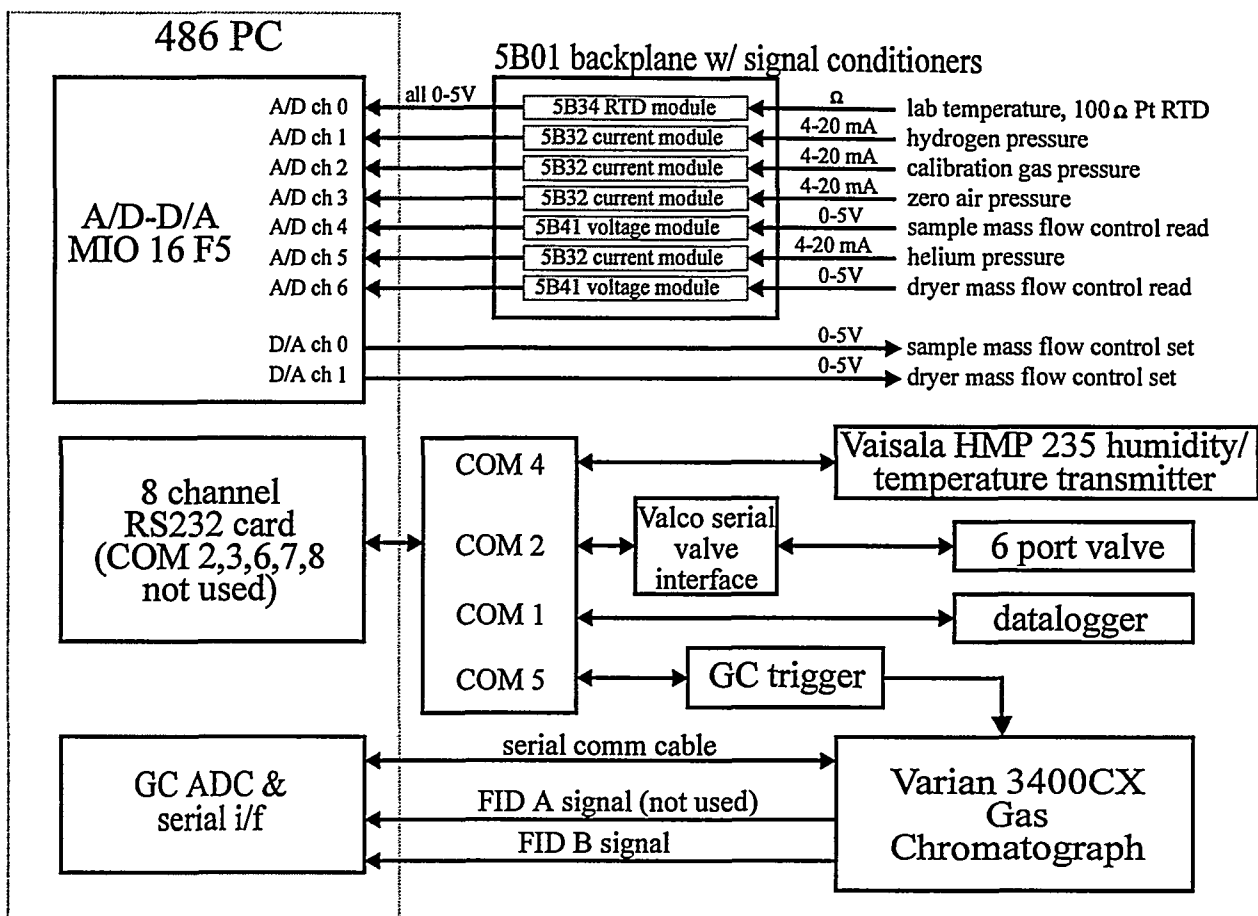 486 PC
5B01 backplane w/ signal conditioners
A/D-D/A
MIO 16 F5
A/D ch 0
all 0-5V
5B34 RTD module
Ω
lab temperature, 100Ω Pt RTD
A/D ch 1
5B32 current module
4-20 mA
hydrogen pressure
A/D ch 2
5B32 current module
4-20 mA
calibration gas pressure
A/D ch 3
5B32 current module
4-20 mA
zero air pressure
A/D ch 4
5B41 voltage module
0-5V
sample mass flow control read
A/D ch 5
5B32 current module
4-20 mA
helium pressure
A/D ch 6
5B41 voltage module
0-5V
dryer mass flow control read
D/A ch 0
0-5V
sample mass flow control set
D/A ch 1
0-5V
dryer mass flow control set
8 channel
RS232 card
(COM 2,3,6,7,8
not used)
COM 4
Vaisala HMP 235 humidity/
temperature transmitter
COM 2
Valco serial
valve
interface
6 port valve
COM 1
datalogger
COM 5
GC trigger
GC ADC &
serial i/f
serial comm cable
FID A signal (not used)
FID B signal
Varian 3400CX
Gas
Chromatograph